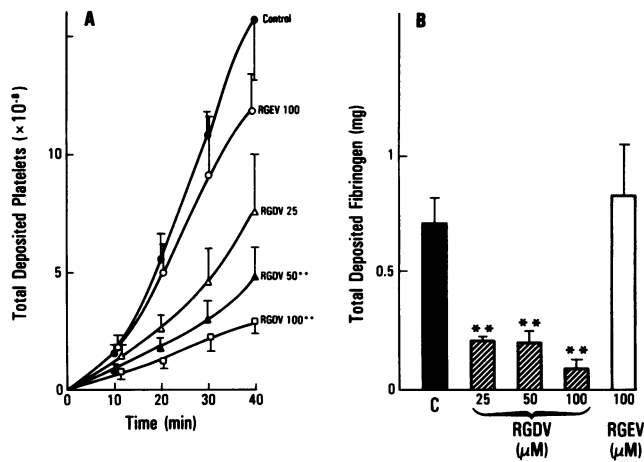 A
Total Deposited Platelets (×10⁻⁸)
10
5
0
10
20
30
40
Time (min)
Control
RGEV 100
RGDV 25
RGDV 50**
RGDV 100**
B
Total Deposited Fibrinogen (mg)
1
0.5
0
**
**
**
C
25
50
100
100
RGDV
(μM)
RGEV
(μM)